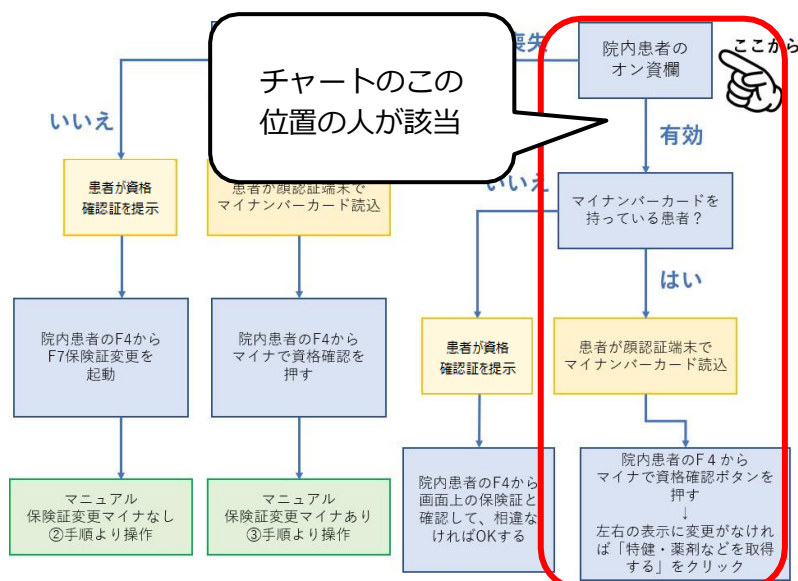 チャートのこの
位置の人が該当
喪失
院内患者の
オン資欄
ここから
いいえ
有効
患者が資格
確認証を提示
患者が顔認証端末で
マイナンバーカード読込
いいえ
マイナンバーカードを
持っている患者？
はい
院内患者のF4から
F7保険証変更を
起動
院内患者のF4から
マイナで資格確認を
押す
患者が資格
確認証を提示
患者が顔認証端末で
マイナンバーカード読込
マニュアル
保険証変更マイナなし
②手順より操作
マニュアル
保険証変更マイナあり
③手順より操作
院内患者のF4から
画面上の保険証と
確認して、相違な
ければOKする
院内患者のF４から
マイナで資格確認ボタンを
押す
↓
左右の表示に変更がなけれ
ば「特健・薬剤などを取得
する」をクリック